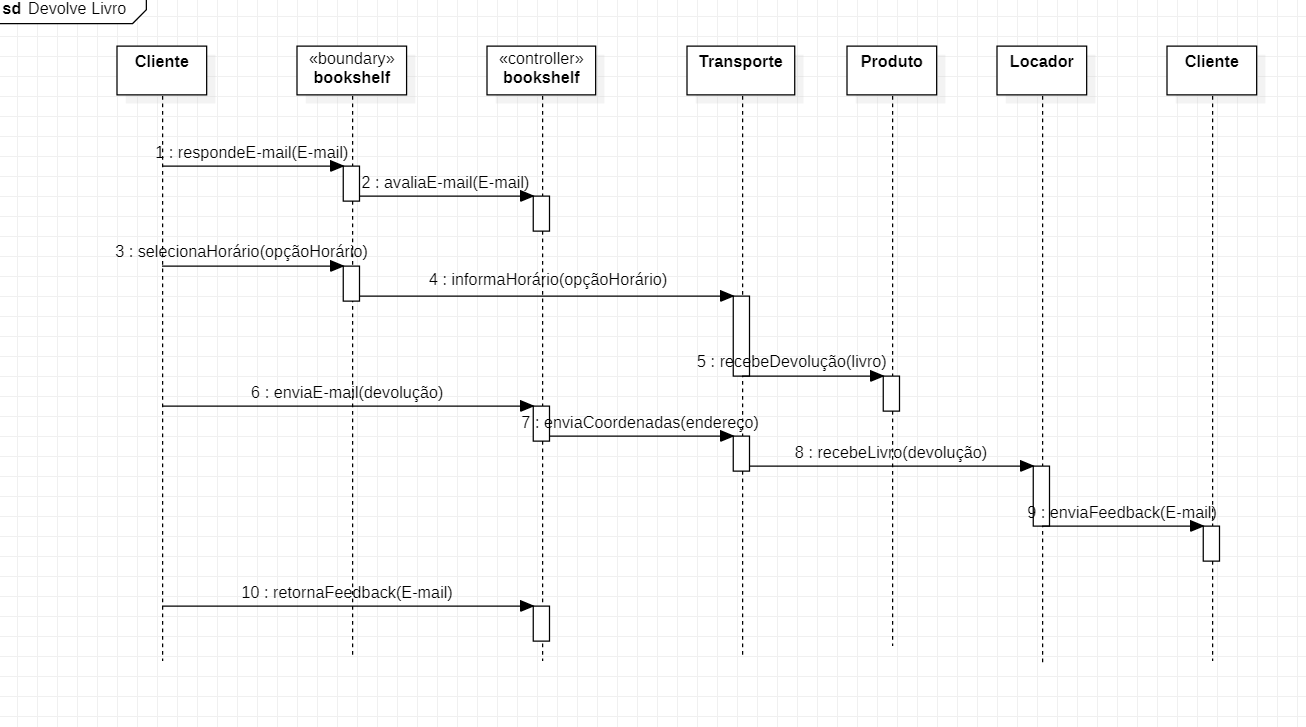 sd Devolve Livro
Cliente
«boundary»
bookshelf
«controller»
bookshelf
Transporte
Produto
Locador
Cliente
1 : respondeE-mail(E-mail)
2 : avaliaE-mail(E-mail)
3 : selecionaHorário(opçãoHorário)
4 : informaHorário(opçãoHorário)
5 : recebeDevolução(livro)
6 : enviaE-mail(devolução)
7 : enviaCoordenadas(endereço)
8 : recebeLivro(devolução)
9 : enviaFeedback(E-mail)
10 : retornaFeedback(E-mail)